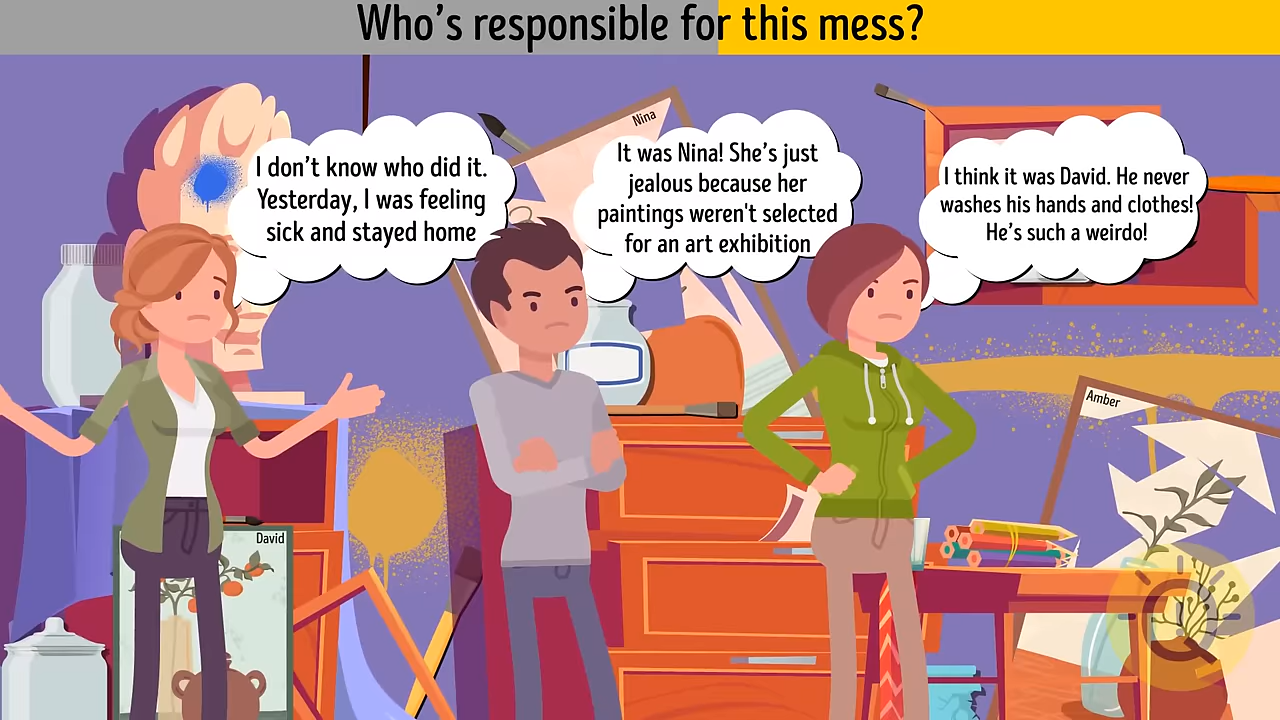 Who’s responsible for this mess?
I don’t know who did it.
Yesterday, I was feeling
sick and stayed home
It was Nina! She’s just
jealous because her
paintings weren't selected
for an art exhibition
I think it was David. He never
washes his hands and clothes!
He’s such a weirdo!
Nina
Amber
David